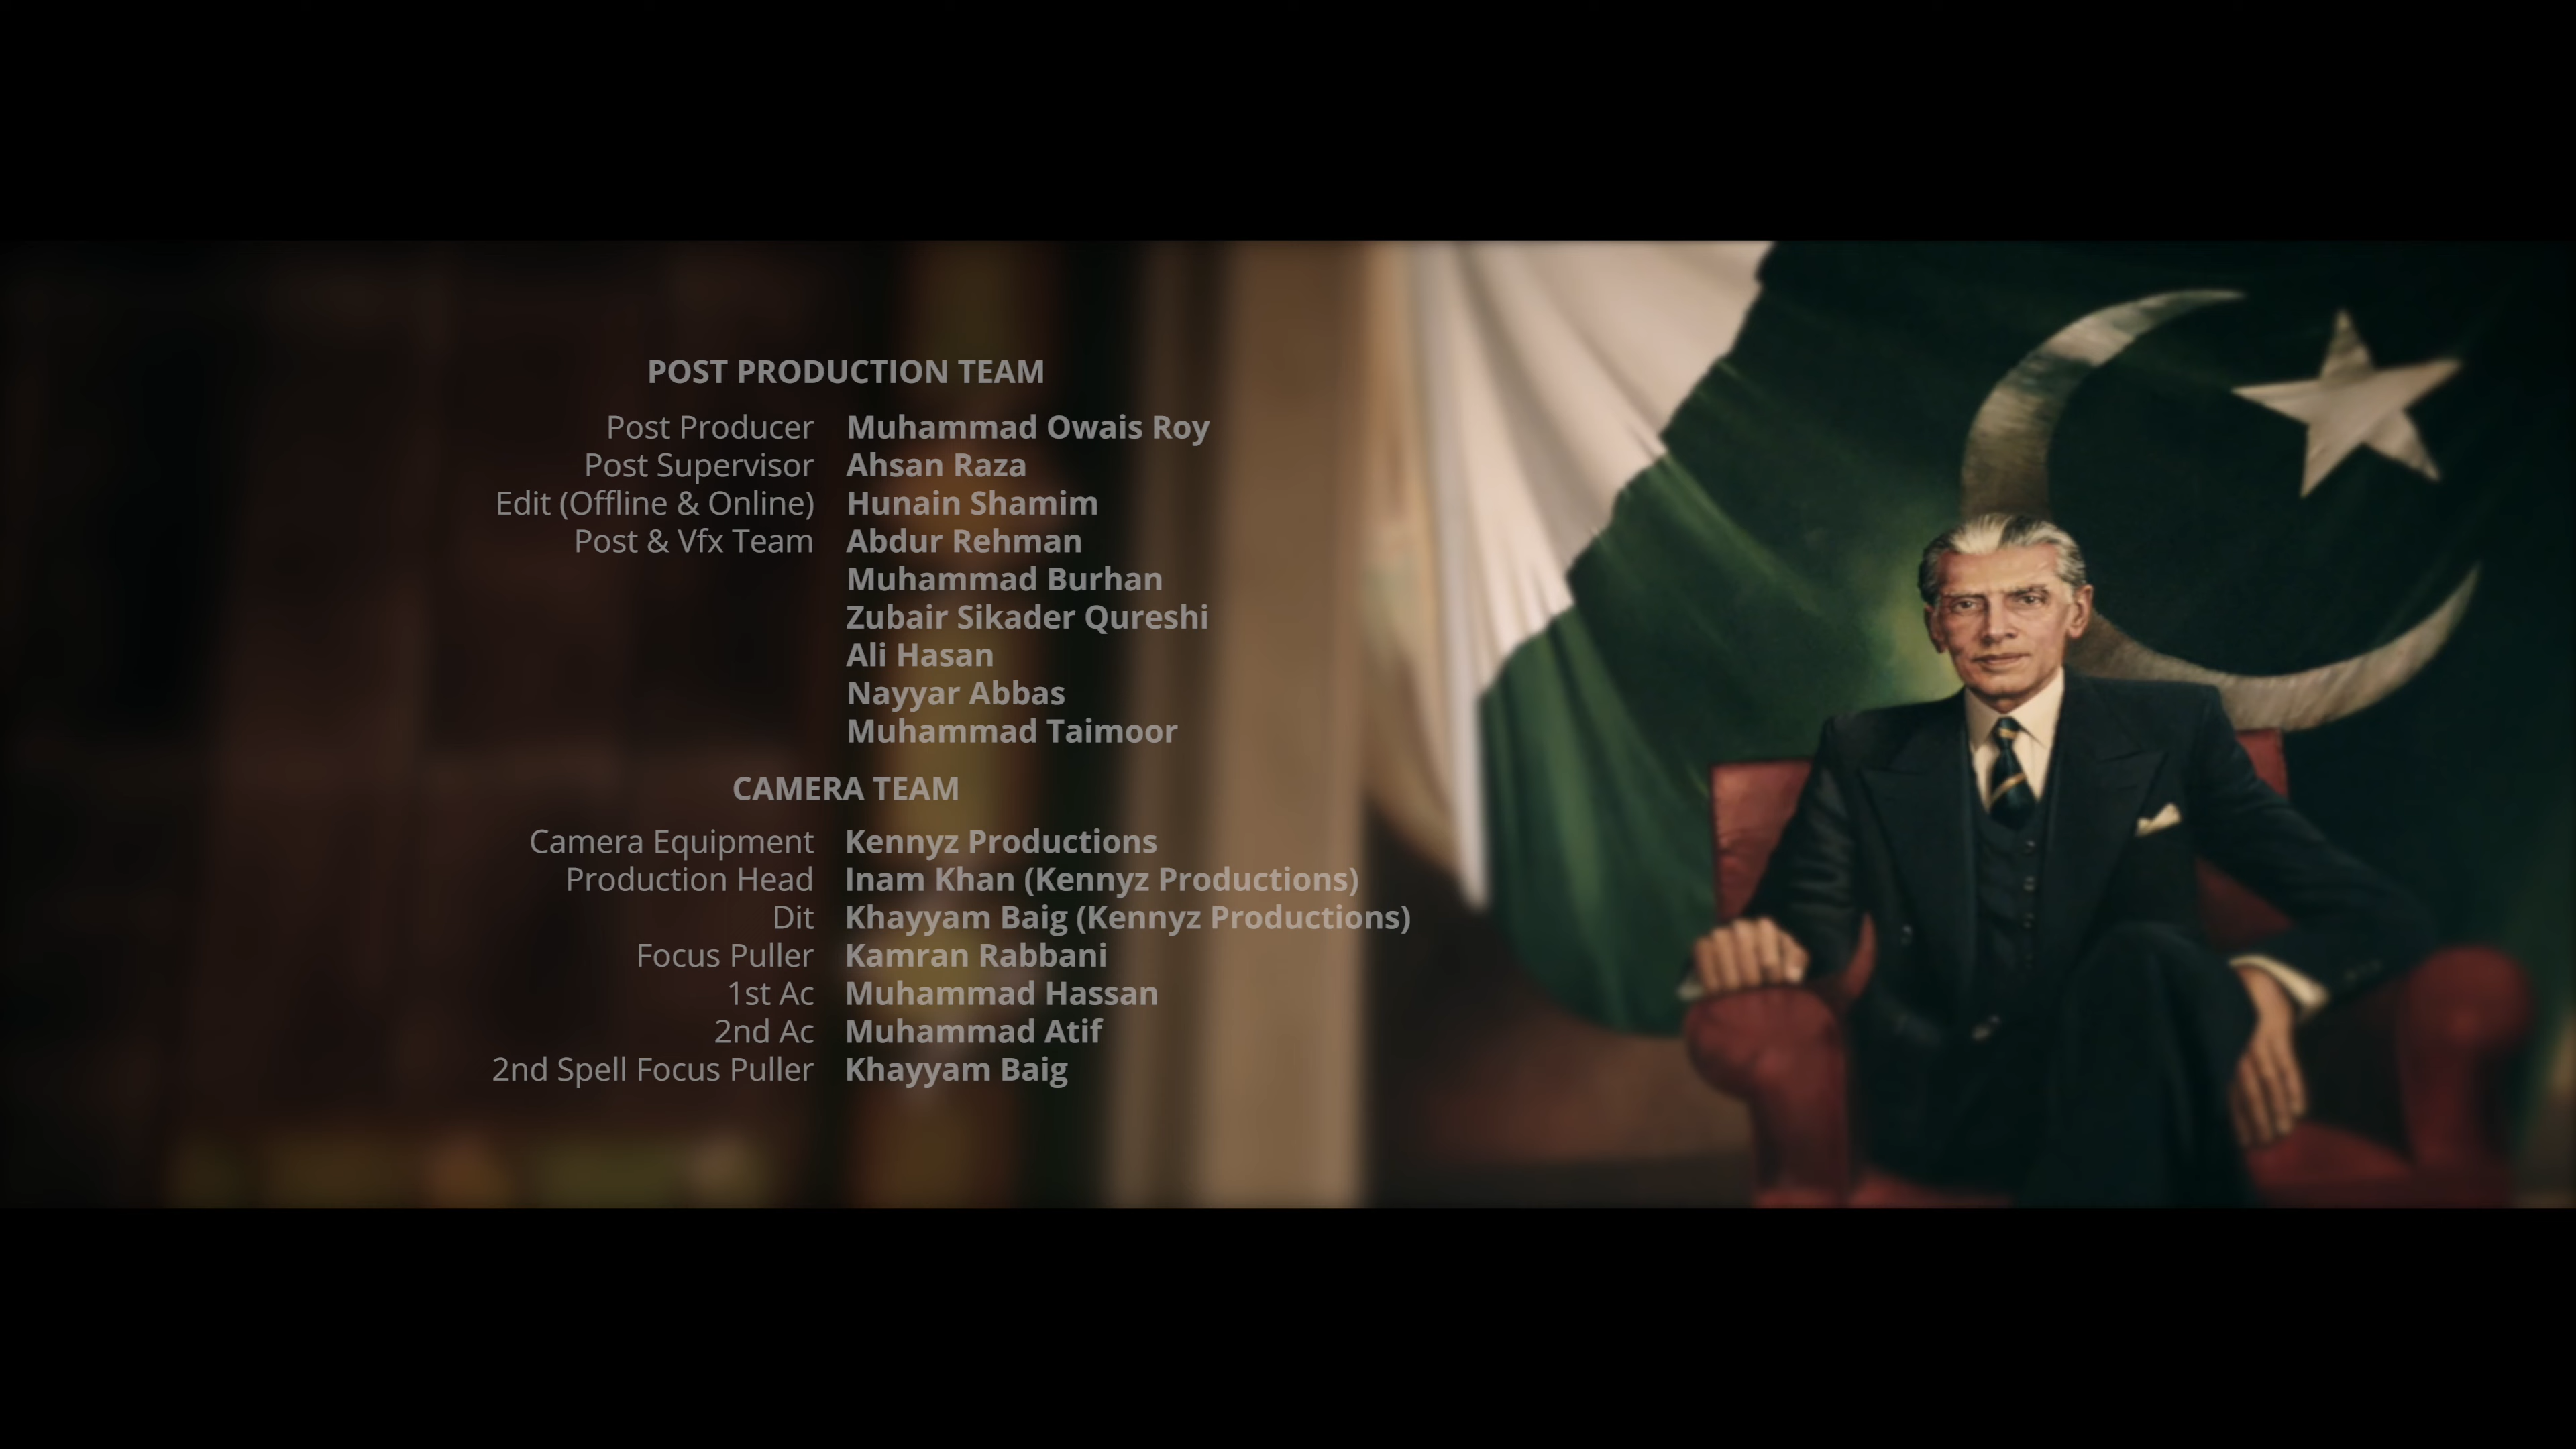 POST PRODUCTION TEAM
Post Producer Muhammad Owais Roy
Post Supervisor Ahsan Raza
Edit (Offline & Online) Hunain Shamim
Post & Vfx Team Abdur Rehman
Muhammad Burhan
Zubair Sikader Qureshi
Ali Hasan
Nayyar Abbas
Muhammad Taimoor
CAMERA TEAM
Camera Equipment Kennyz Productions
Production Head Inam Khan (Kennyz Productions)
Dit Khayyam Baig (Kennyz Productions)
Focus Puller Kamran Rabbani
1st Ac Muhammad Hassan
2nd Ac Muhammad Atif
2nd Spell Focus Puller Khayyam Baig